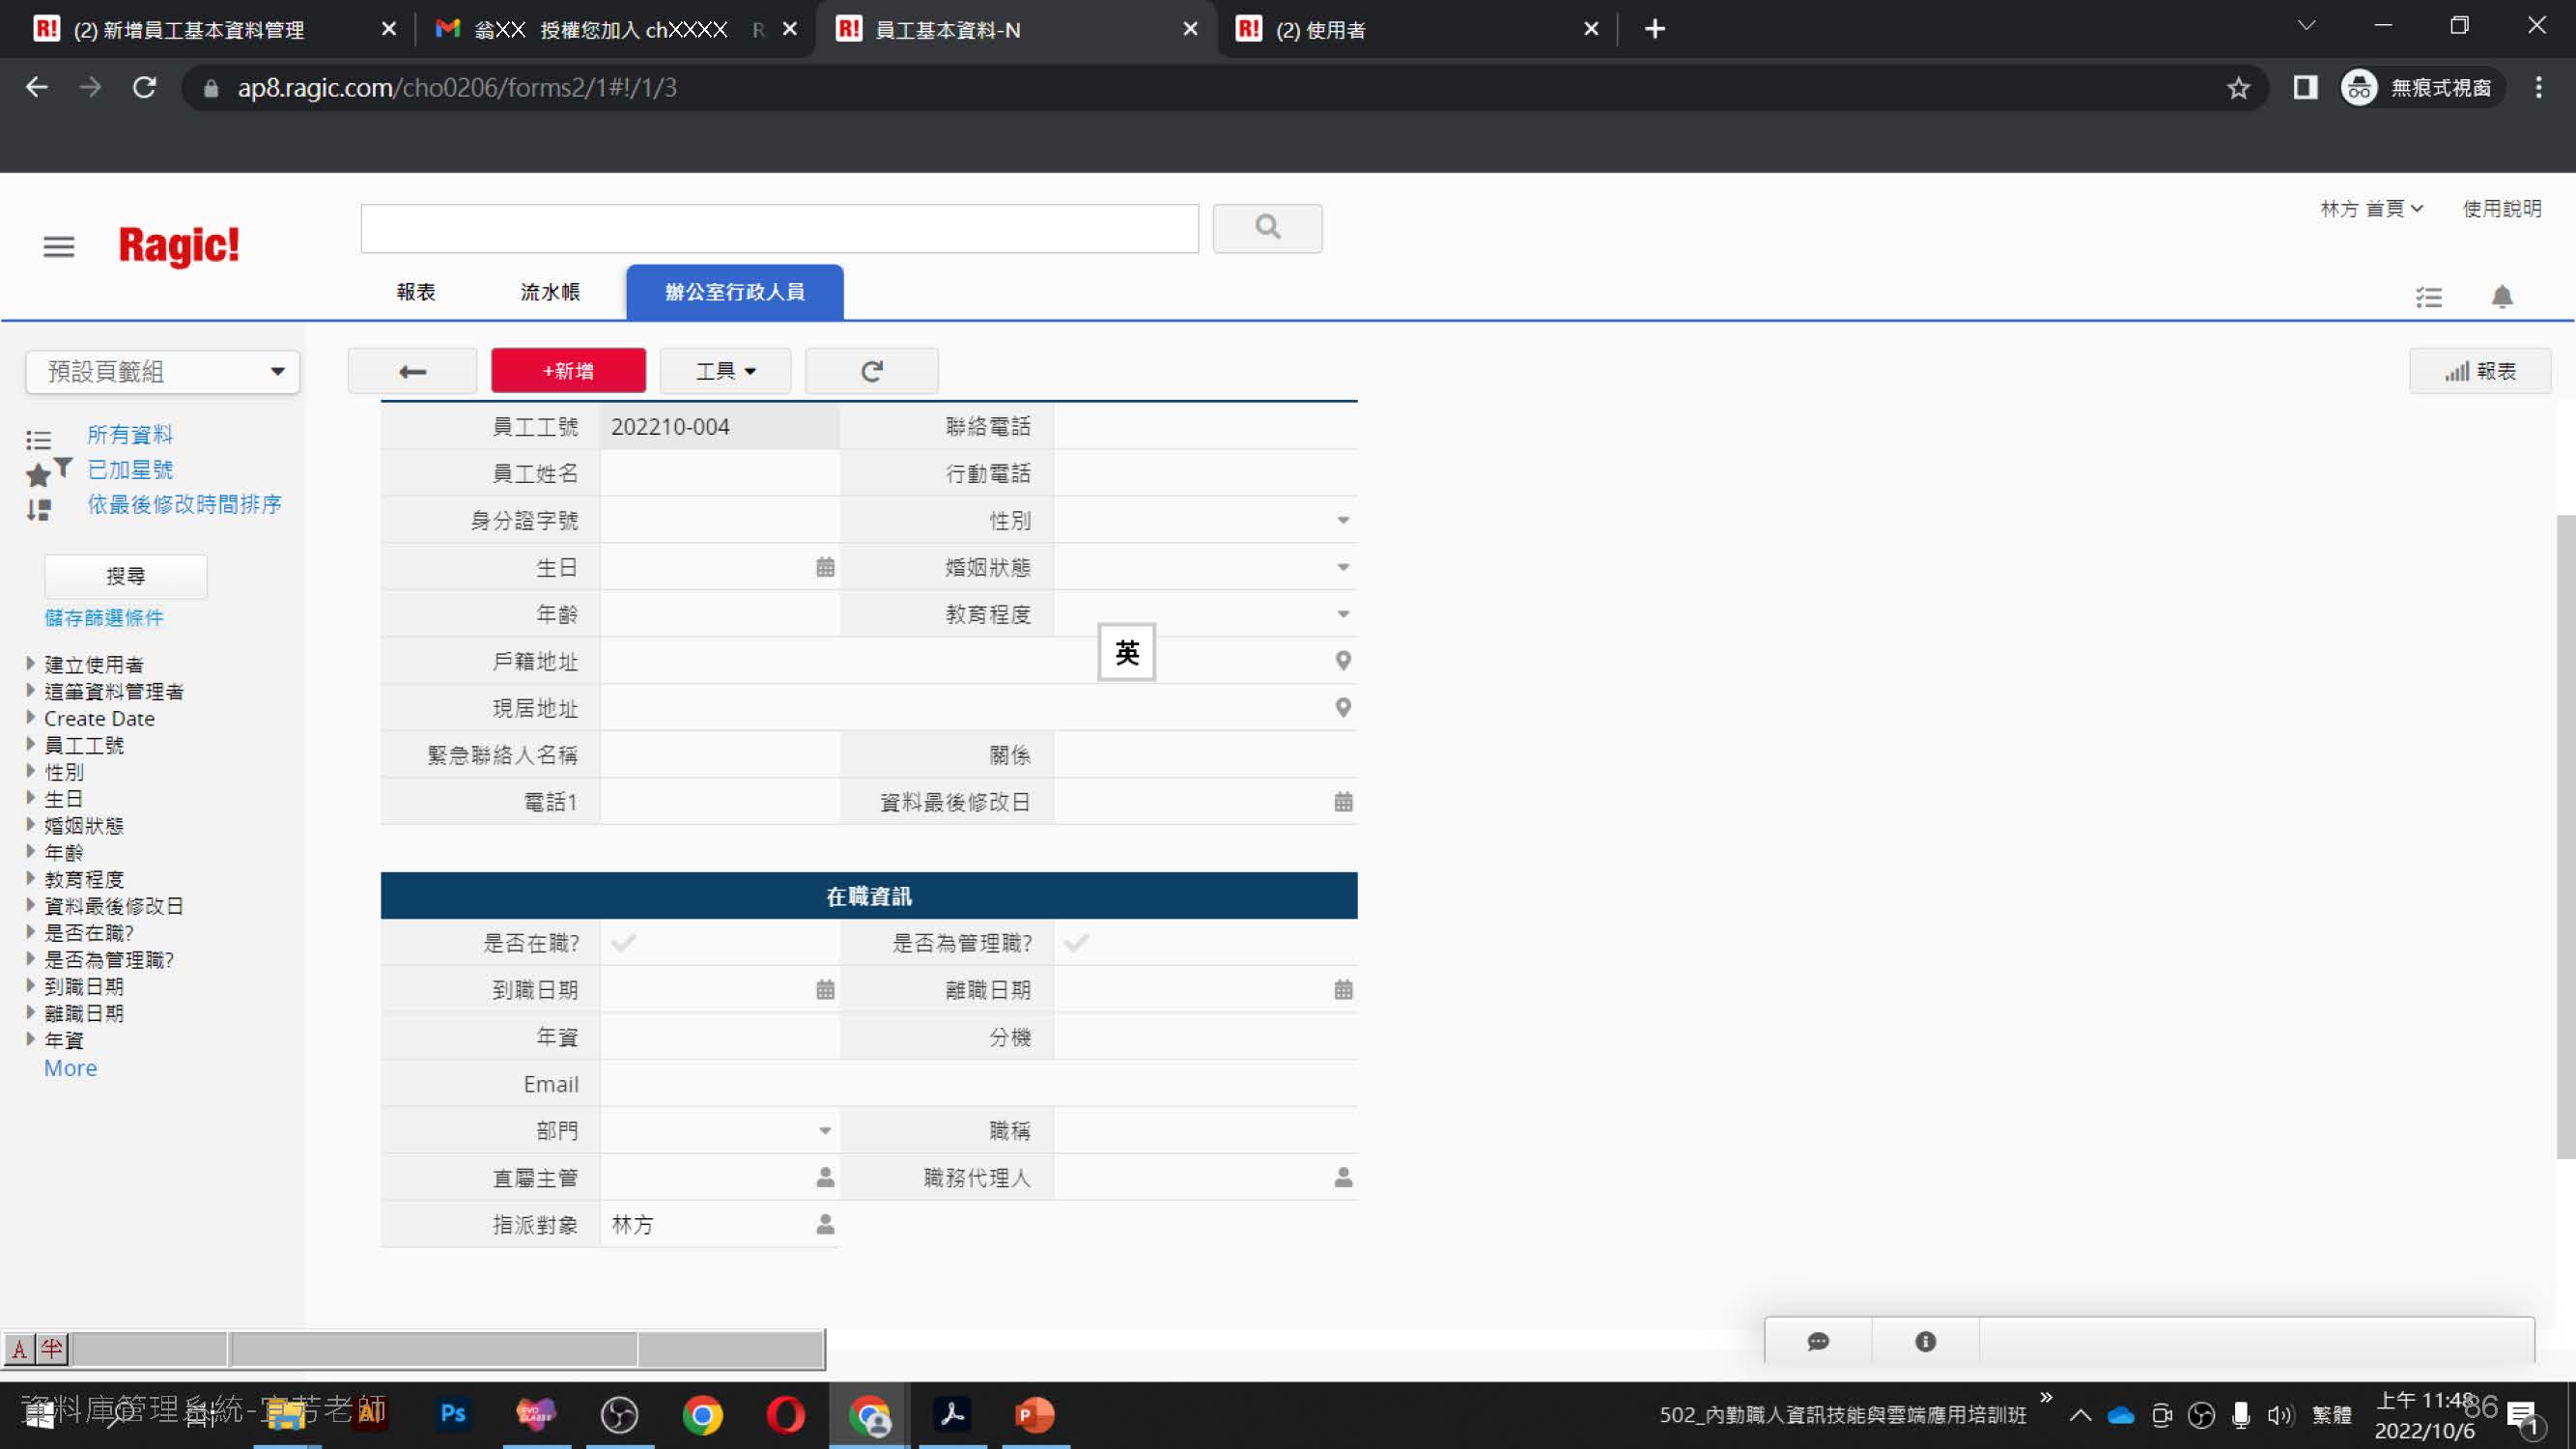 (2) 新增員工基本資料管理
翁XX 授權您加入 chXXXX R
員工基本資料-N
(2) 使用者
ap8.ragic.com/cho0206/forms2/1#!/1/3
無痕式視窗
林方 首頁 使用說明
Ragic!
報表 流水帳 辦公室行政人員
預設頁籤組
+新增 工具 報表
所有資料
已加星號
依最後修改時間排序
搜尋
儲存篩選條件
建立使用者
這筆資料管理者
Create Date
員工工號
性別
生日
婚姻狀態
年齡
教育程度
資料最後修改日
是否在職?
是否為管理職?
到職日期
離職日期
年資
More
員工工號 202210-004 聯絡電話
員工姓名 行動電話
身分證字號 性別
生日 婚姻狀態
年齡 教育程度
英
戶籍地址
現居地址
緊急聯絡人名稱 關係
電話1 資料最後修改日
在職資訊
是否在職? 是否為管理職?
到職日期 離職日期
年資 分機
Email
部門 職稱
直屬主管 職務代理人
指派對象 林方
A 半
資料庫管理系統-宜芳老師
Ai
Ps
P
502_內勤職人資訊技能與雲端應用培訓班
繁體
上午 11:48
86
2022/10/6
1